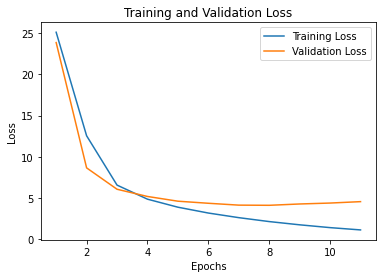 Training and Validation Loss
Training Loss
Validation Loss
Loss
25
20
15
10
5
0
2 4 6 8 10
Epochs